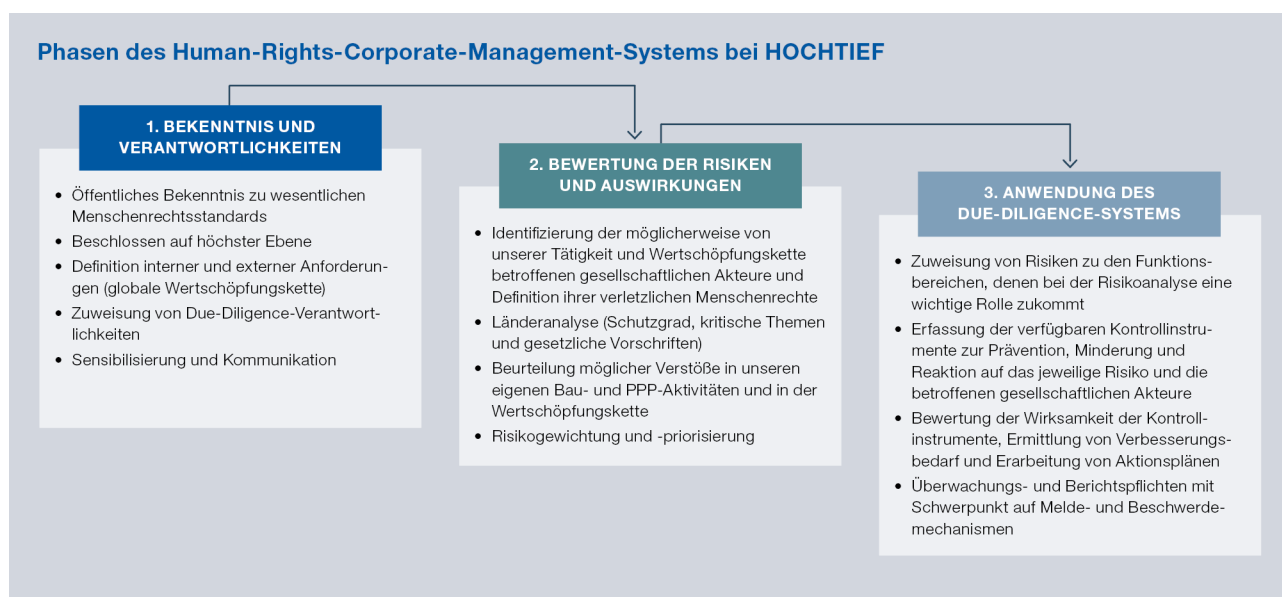 Phasen des Human-Rights-Corporate-Management-Systems bei HOCHTIEF
1. BEKENNTNIS UND
VERANTWORTLICHKEITEN
• Öffentliches Bekenntnis zu wesentlichen
Menschenrechtsstandards
• Beschlossen auf höchster Ebene
• Definition interner und externer Anforderun-
gen (globale Wertschöpfungskette)
• Zuweisung von Due-Diligence-Verantwort-
lichkeiten
• Sensibilisierung und Kommunikation
2. BEWERTUNG DER RISIKEN
UND AUSWIRKUNGEN
• Identifizierung der möglicherweise von
unserer Tätigkeit und Wertschöpfungskette
betroffenen gesellschaftlichen Akteure und
Definition ihrer verletzlichen Menschenrechte
• Länderanalyse (Schutzgrad, kritische Themen
und gesetzliche Vorschriften)
• Beurteilung möglicher Verstöße in unseren
eigenen Bau- und PPP-Aktivitäten und in der
Wertschöpfungskette
• Risikogewichtung und -priorisierung
3. ANWENDUNG DES
DUE-DILIGENCE-SYSTEMS
• Zuweisung von Risiken zu den Funktions-
bereichen, denen bei der Risikoanalyse eine
wichtige Rolle zukommt
• Erfassung der verfügbaren Kontrollinstru-
mente zur Prävention, Minderung und
Reaktion auf das jeweilige Risiko und die
betroffenen gesellschaftlichen Akteure
• Bewertung der Wirksamkeit der Kontroll-
instrumente, Ermittlung von Verbesserungs-
bedarf und Erarbeitung von Aktionsplänen
• Überwachungs- und Berichtspflichten mit
Schwerpunkt auf Melde- und Beschwerde-
mechanismen